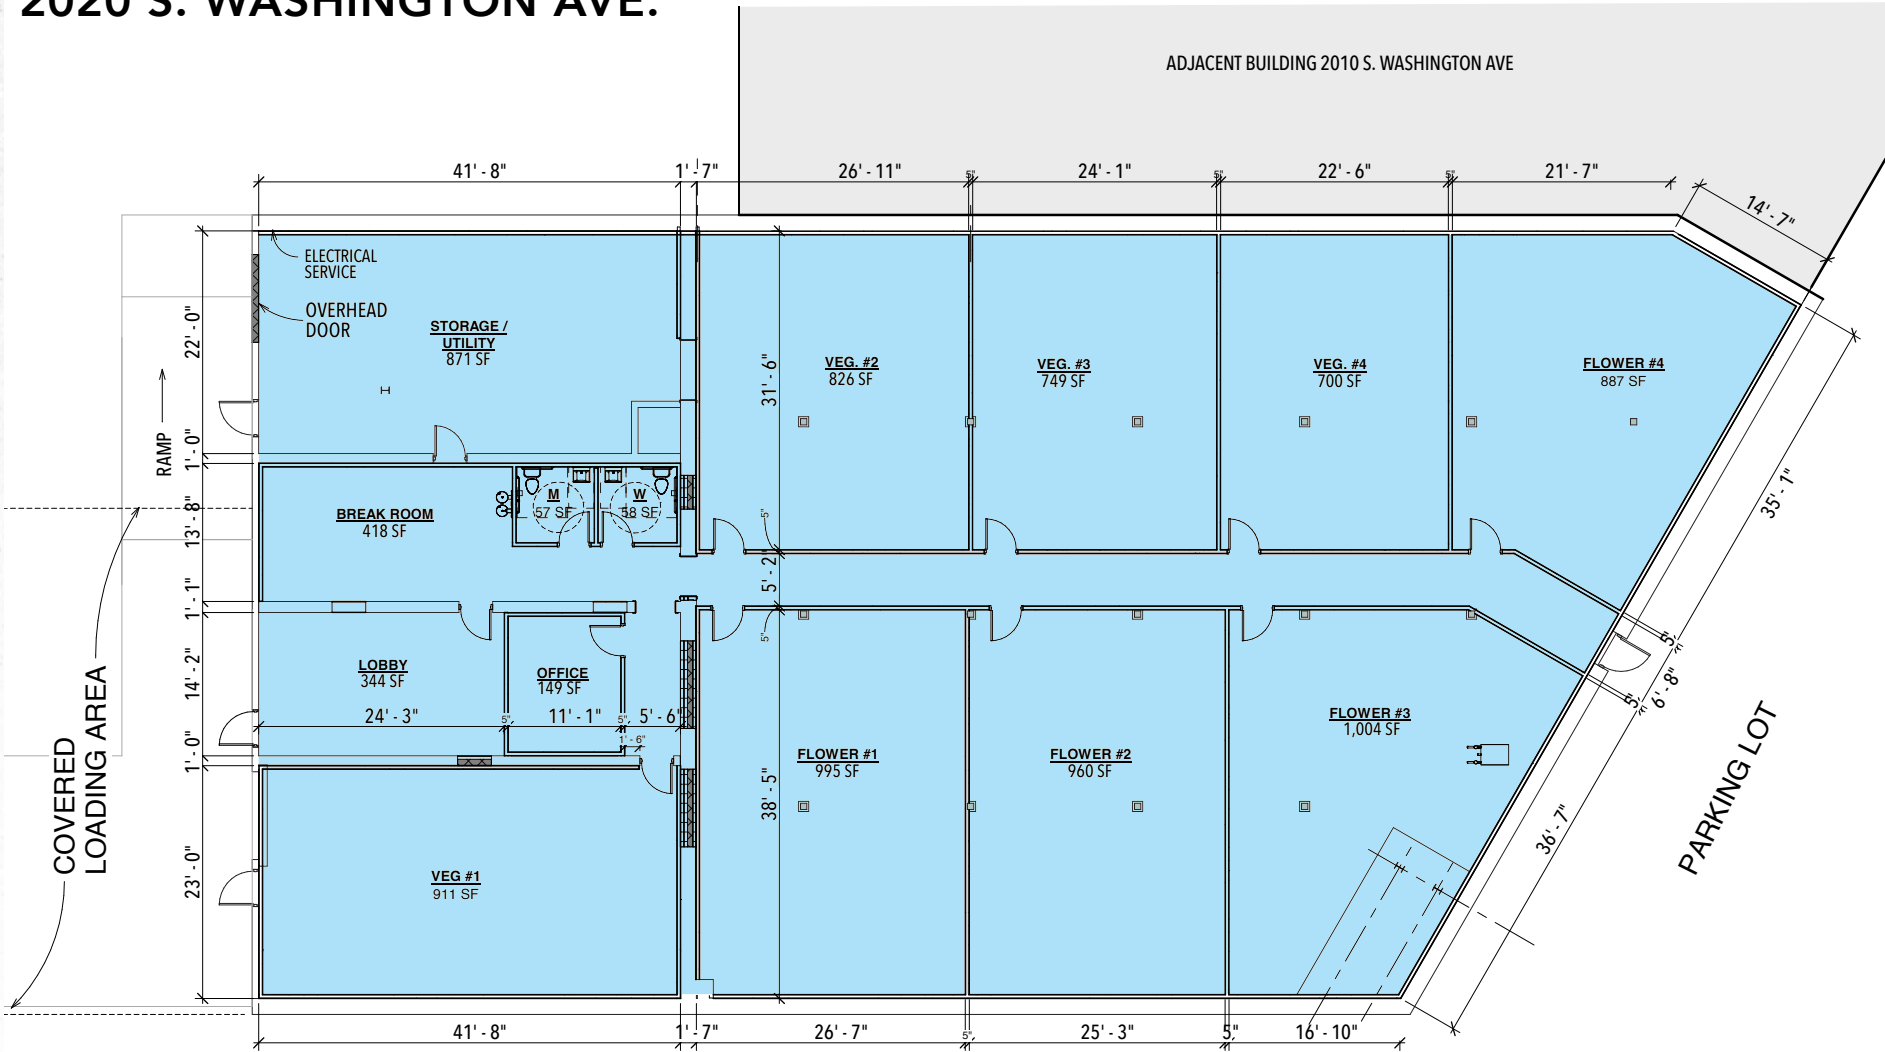 2020 S. WASHINGTON AVE.
ADJACENT BUILDING 2010 S. WASHINGTON AVE
41' - 8"
1' - 7"
26' - 11"
5"
24' - 1"
5"
22' - 6"
5"
21' - 7"
14' - 7"
ELECTRICAL
SERVICE
OVERHEAD
DOOR
STORAGE /
UTILITY
871 SF
22' - 0"
31' - 6"
VEG. #2
826 SF
VEG. #3
749 SF
VEG. #4
700 SF
FLOWER #4
887 SF
RAMP
1' - 0"
13' - 8"
BREAK ROOM
418 SF
M
57 SF
W
58 SF
5"
5' - 2"
5"
35' - 1"
1' - 1"
14' - 2"
LOBBY
344 SF
OFFICE
149 SF
24' - 3"
5"
11' - 1"
5"
5' - 6"
1' - 6"
5"
5"
6' - 8"
COVERED
LOADING AREA
1' - 0"
FLOWER #1
995 SF
FLOWER #2
960 SF
FLOWER #3
1,004 SF
38' - 5"
PARKING LOT
36' - 7"
23' - 0"
VEG #1
911 SF
41' - 8"
1' - 7"
26' - 7"
5"
25' - 3"
5"
16' - 10"